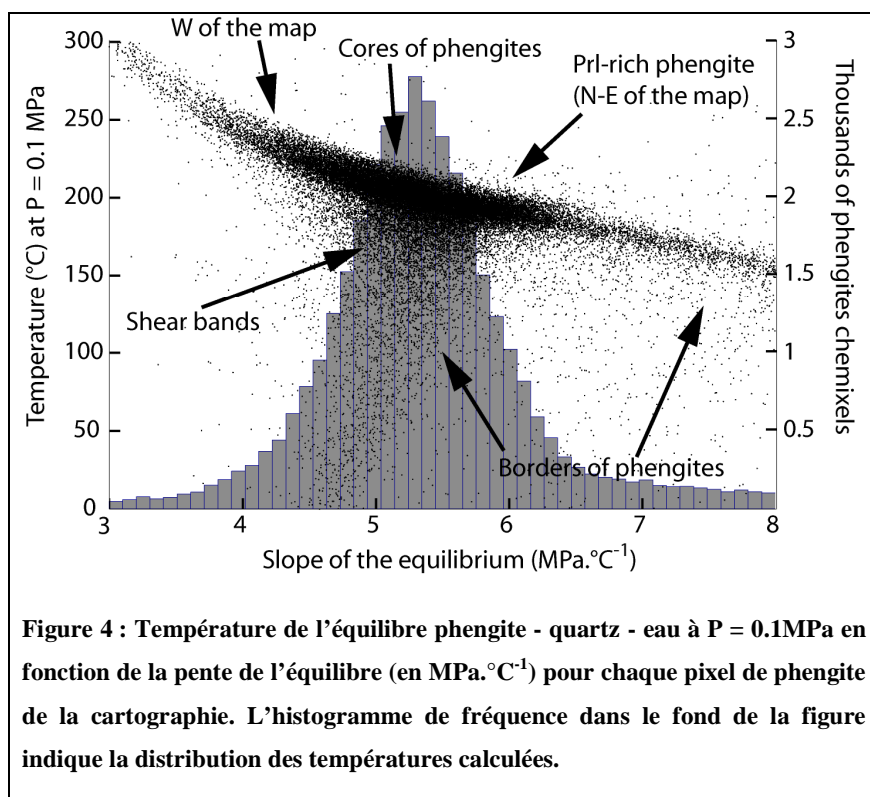 W of the map
Cores of phengites
Prl-rich phengite
(N-E of the map)
Shear bands
Borders of phengites
Temperature (°C) at P = 0.1 MPa
300
250
200
150
100
50
0
3
2.5
2
1.5
1
0.5
Thousands of phengites chemixels
3 4 5 6 7 8
Slope of the equilibrium (MPa.°C⁻¹)
Figure 4 : Température de l’équilibre phengite - quartz - eau à P = 0.1MPa en
fonction de la pente de l’équilibre (en MPa.°C⁻¹) pour chaque pixel de phengite
de la cartographie. L’histogramme de fréquence dans le fond de la figure
indique la distribution des températures calculées.